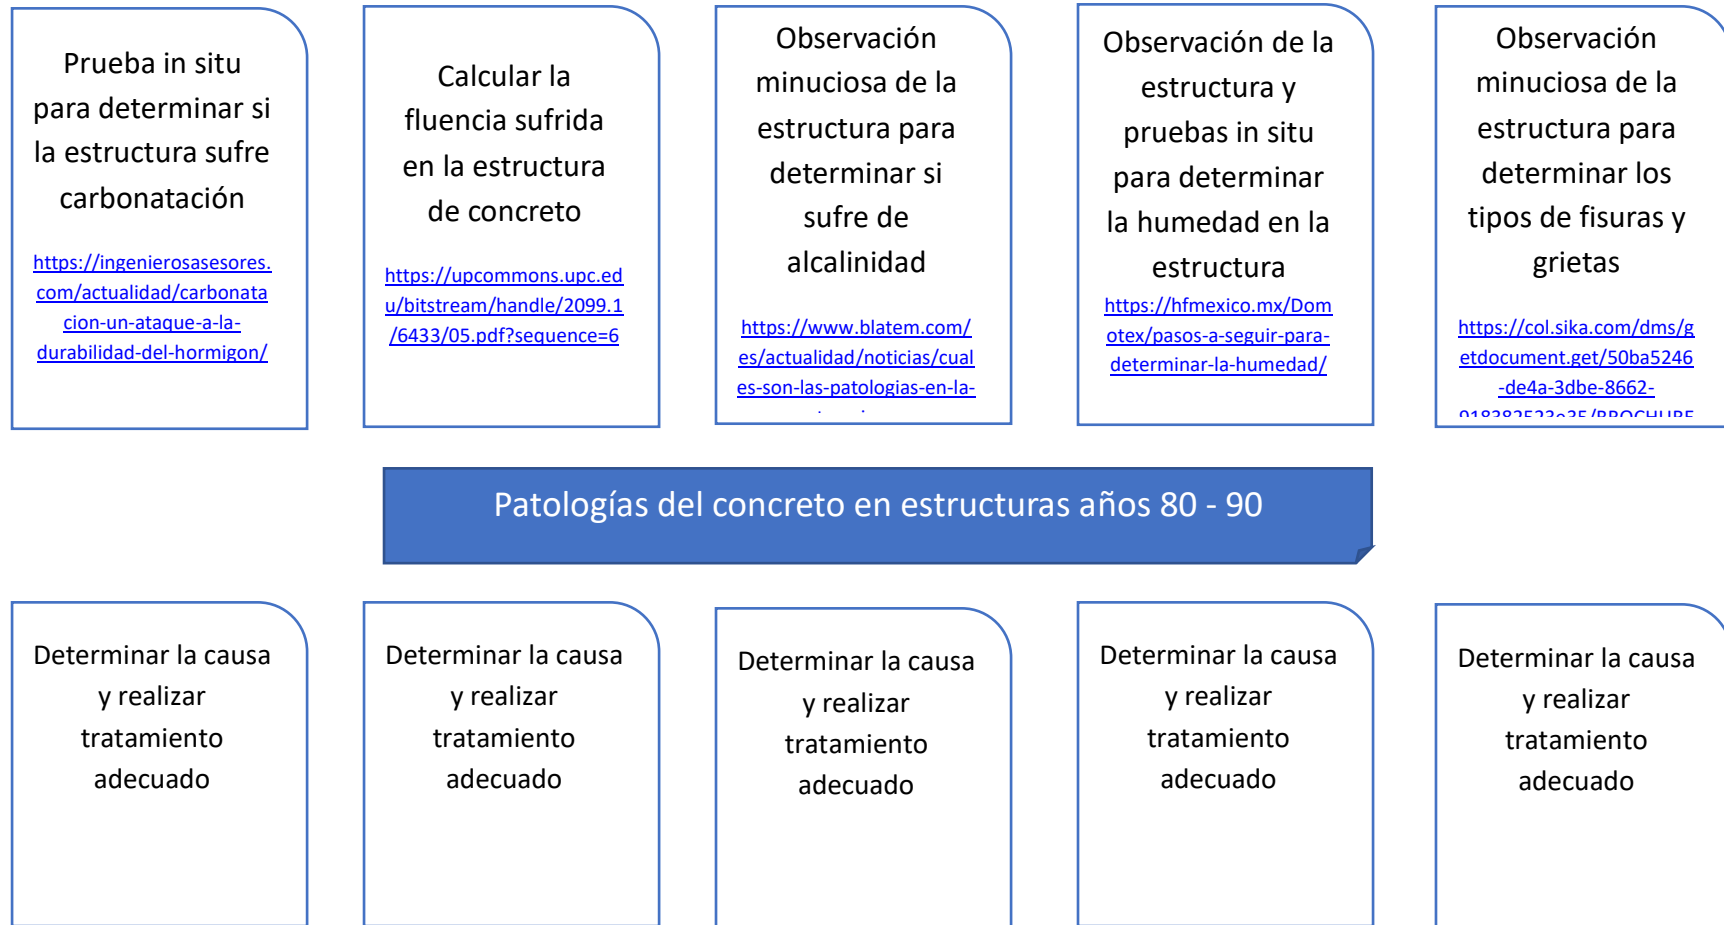 Prueba in situ
para determinar si
la estructura sufre
carbonatación
https://ingenierosasesores.
com/actualidad/carbonata
cion-un-ataque-a-la-
durabilidad-del-hormigon/
Calcular la
fluencia sufrida
en la estructura
de concreto
https://upcommons.upc.ed
u/bitstream/handle/2099.1
/6433/05.pdf?sequence=6
Observación
minuciosa de la
estructura para
determinar si
sufre de
alcalinidad
https://www.blatem.com/
es/actualidad/noticias/cual
es-son-las-patologias-en-la-
Observación de la
estructura y
pruebas in situ
para determinar
la humedad en la
estructura
https://hfmexico.mx/Dom
otex/pasos-a-seguir-para-
determinar-la-humedad/
Observación
minuciosa de la
estructura para
determinar los
tipos de fisuras y
grietas
https://col.sika.com/dms/g
etdocument.get/50ba5246
-de4a-3dbe-8662-
Patologías del concreto en estructuras años 80 - 90
Determinar la causa
y realizar
tratamiento
adecuado
Determinar la causa
y realizar
tratamiento
adecuado
Determinar la causa
y realizar
tratamiento
adecuado
Determinar la causa
y realizar
tratamiento
adecuado
Determinar la causa
y realizar
tratamiento
adecuado